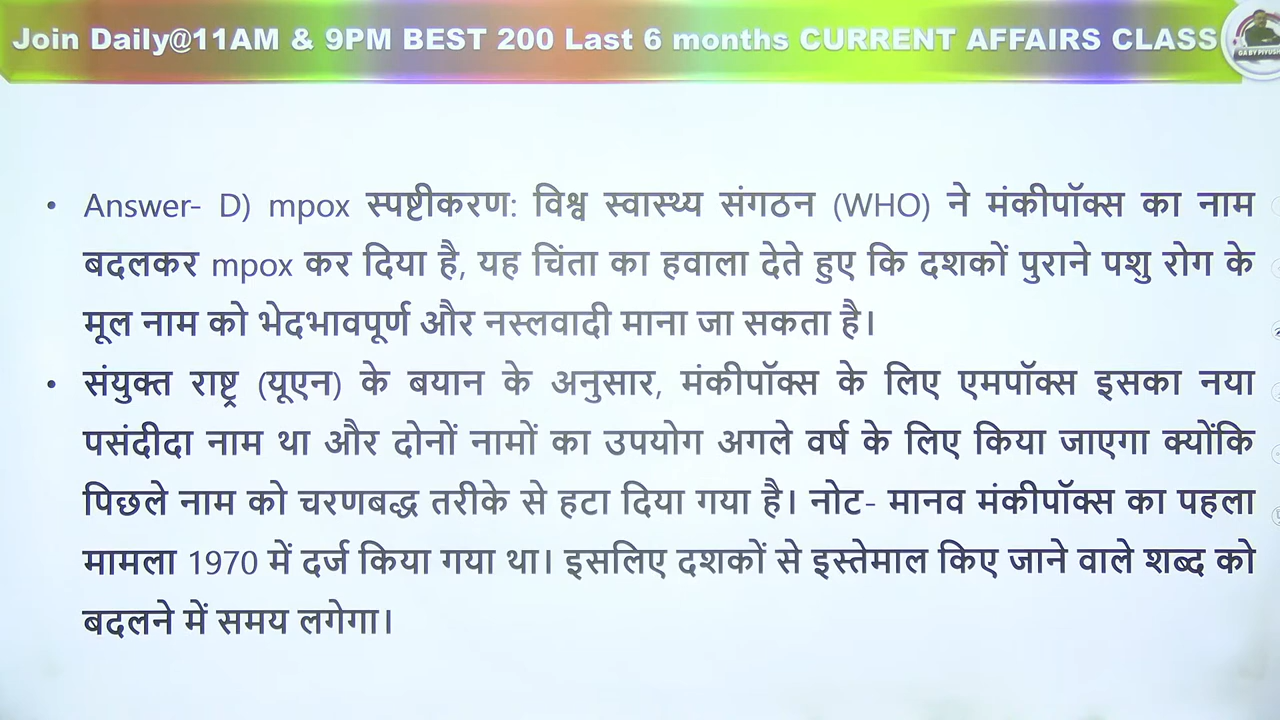 Join Daily@11AM & 9PM BEST 200 Last 6 months CURRENT AFFAIRS CLASS
GA BY PIYUSH
• Answer- D) mpox स्पष्टीकरण: विश्व स्वास्थ्य संगठन (WHO) ने मंकीपॉक्स का नाम
बदलकर mpox कर दिया है, यह चिंता का हवाला देते हुए कि दशकों पुराने पशु रोग के
मूल नाम को भेदभावपूर्ण और नस्लवादी माना जा सकता है।
• संयुक्त राष्ट्र (यूएन) के बयान के अनुसार, मंकीपॉक्स के लिए एमपॉक्स इसका नया
पसंदीदा नाम था और दोनों नामों का उपयोग अगले वर्ष के लिए किया जाएगा क्योंकि
पिछले नाम को चरणबद्ध तरीके से हटा दिया गया है। नोट- मानव मंकीपॉक्स का पहला
मामला 1970 में दर्ज किया गया था। इसलिए दशकों से इस्तेमाल किए जाने वाले शब्द को
बदलने में समय लगेगा।